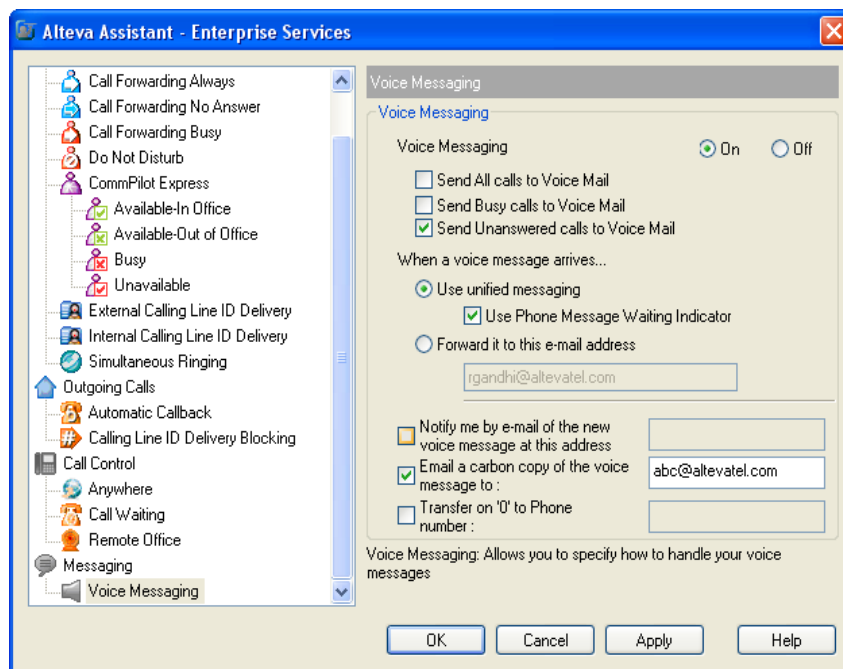 Alteva Assistant - Enterprise Services
Call Forwarding Always
Call Forwarding No Answer
Call Forwarding Busy
Do Not Disturb
CommPilot Express
Available-In Office
Available-Out of Office
Busy
Unavailable
External Calling Line ID Delivery
Internal Calling Line ID Delivery
Simultaneous Ringing
Outgoing Calls
Automatic Callback
Calling Line ID Delivery Blocking
Call Control
Anywhere
Call Waiting
Remote Office
Messaging
Voice Messaging
Voice Messaging
Voice Messaging
Voice Messaging On Off
Send All calls to Voice Mail
Send Busy calls to Voice Mail
Send Unanswered calls to Voice Mail
When a voice message arrives...
Use unified messaging
Use Phone Message Waiting Indicator
Forward it to this e-mail address
rgandhi@altevatel.com
Notify me by e-mail of the new
voice message at this address
Email a carbon copy of the voice
message to :
abc@altevatel.com
Transfer on '0' to Phone
number :
Voice Messaging: Allows you to specify how to handle your voice
messages
OK Cancel Apply Help